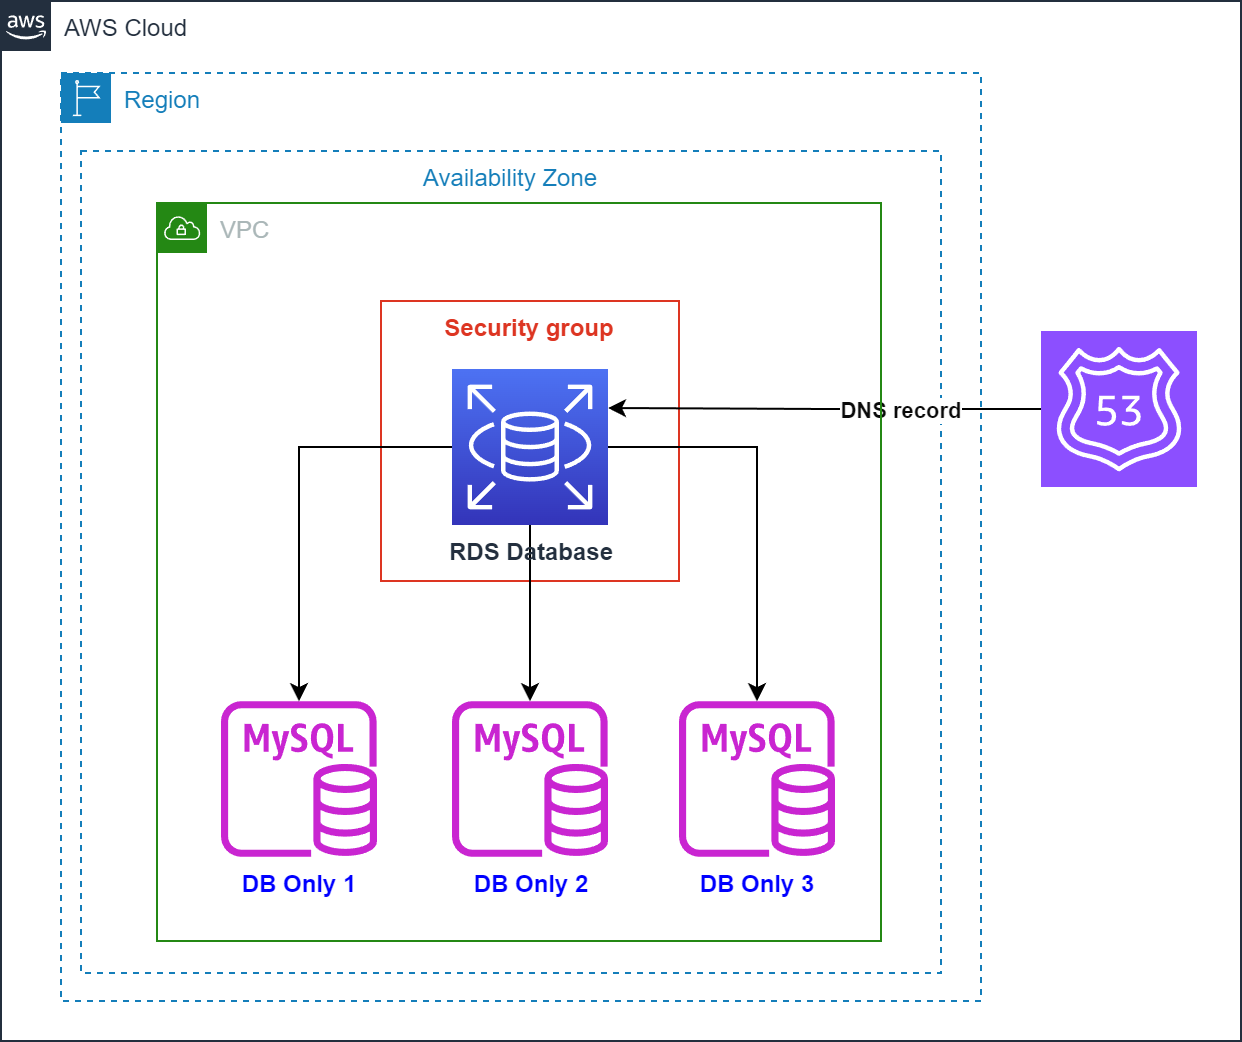 aws
AWS Cloud
Region
Availability Zone
VPC
Security group
53
DNS record
RDS Database
MySQL
MySQL
MySQL
DB Only 1
DB Only 2
DB Only 3